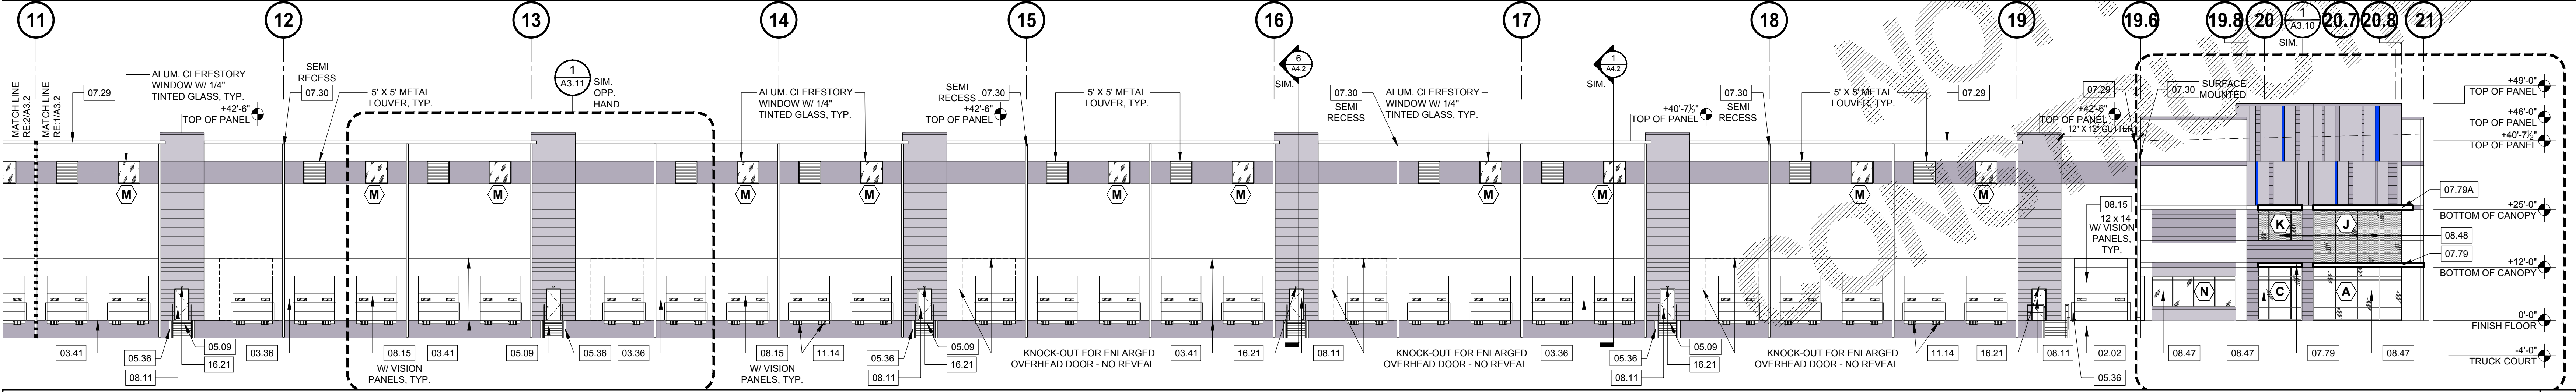 11
12
13
14
15
16
17
18
19
19.6
19.8
20
1
A3.10
SIM.
20.7
20.8
21
NOT
CONSTRUCT
MATCH LINE
RE:2/A3.2
MATCH LINE
RE:1/A3.2
07.29
ALUM. CLERESTORY
WINDOW W/ 1/4"
TINTED GLASS, TYP.
+42'-6"
TOP OF PANEL
SEMI
RECESS
07.30
5' X 5' METAL
LOUVER, TYP.
1
A3.11
SIM.
OPP.
HAND
ALUM. CLERESTORY
WINDOW W/ 1/4"
TINTED GLASS, TYP.
SEMI
RECESS
07.30
+42'-6"
TOP OF PANEL
5' X 5' METAL
LOUVER, TYP.
6
A4.2
SIM.
07.30
SEMI
RECESS
ALUM. CLERESTORY
WINDOW W/ 1/4"
TINTED GLASS, TYP.
1
A4.2
SIM.
+40'-7½"
TOP OF PANEL
07.30
SEMI
RECESS
5' X 5' METAL
LOUVER, TYP.
07.29
+42'-6"
TOP OF PANEL
12" X 12" GUTTER
07.29
07.30
SURFACE
MOUNTED
+49'-0"
TOP OF PANEL
+46'-0"
TOP OF PANEL
+40'-7½"
TOP OF PANEL
M
M
M
M
M
M
M
M
M
M
M
07.79A
+25'-0"
BOTTOM OF CANOPY
08.15
12 x 14
W/ VISION
PANELS,
TYP.
K
J
08.48
07.79
+12'-0"
BOTTOM OF CANOPY
N
C
A
0'-0"
FINISH FLOOR
-4'-0"
TRUCK COURT
03.41
05.36
08.11
05.09
16.21
03.36
08.15
W/ VISION
PANELS, TYP.
03.41
05.09
05.36
03.36
08.15
W/ VISION
PANELS, TYP.
11.14
05.36
08.11
05.09
16.21
KNOCK-OUT FOR ENLARGED
OVERHEAD DOOR - NO REVEAL
03.41
16.21
08.11
KNOCK-OUT FOR ENLARGED
OVERHEAD DOOR - NO REVEAL
03.36
05.36
08.11
05.09
16.21
KNOCK-OUT FOR ENLARGED
OVERHEAD DOOR - NO REVEAL
11.14
16.21
08.11
02.02
05.36
08.47
08.47
07.79
08.47